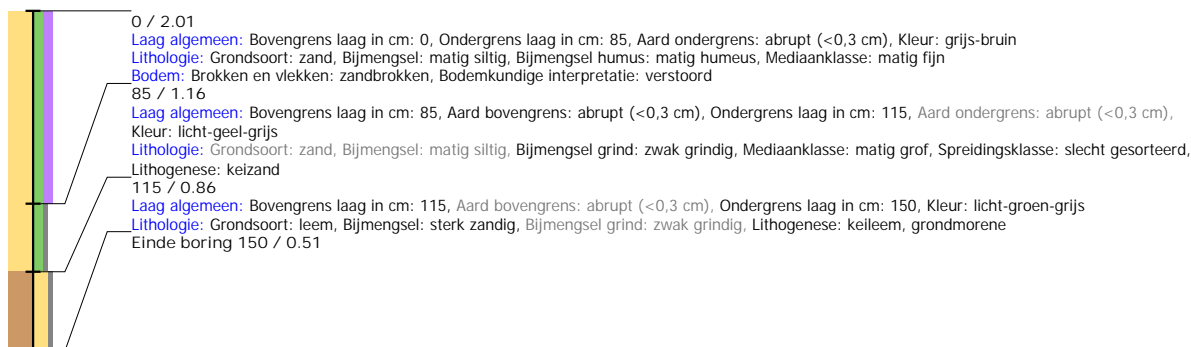 0 / 2.01
Laag algemeen: Bovengrens laag in cm: 0, Ondergrens laag in cm: 85, Aard ondergrens: abrupt (<0,3 cm), Kleur: grijs-bruin
Lithologie: Grondsoort: zand, Bijmengsel: matig siltig, Bijmengsel humus: matig humeus, Mediaanklasse: matig fijn
Bodem: Brokken en vlekken: zandbrokken, Bodemkundige interpretatie: verstoord
85 / 1.16
Laag algemeen: Bovengrens laag in cm: 85, Aard bovengrens: abrupt (<0,3 cm), Ondergrens laag in cm: 115, Aard ondergrens: abrupt (<0,3 cm),
Kleur: licht-geel-grijs
Lithologie: Grondsoort: zand, Bijmengsel: matig siltig, Bijmengsel grind: zwak grindig, Mediaanklasse: matig grof, Spreidingsklasse: slecht gesorteerd,
Lithogenese: keizand
115 / 0.86
Laag algemeen: Bovengrens laag in cm: 115, Aard bovengrens: abrupt (<0,3 cm), Ondergrens laag in cm: 150, Kleur: licht-groen-grijs
Lithologie: Grondsoort: leem, Bijmengsel: sterk zandig, Bijmengsel grind: zwak grindig, Lithogenese: keileem, grondmorene
Einde boring 150 / 0.51